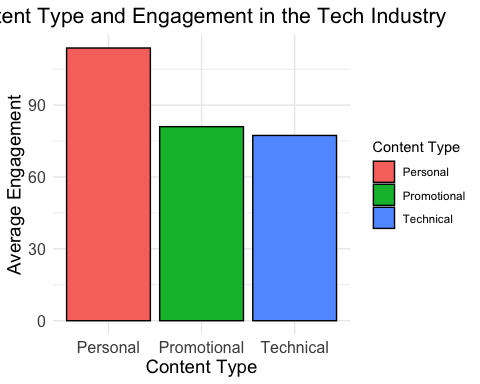 tent Type and Engagement in the Tech Industry
Average Engagement
90
60
30
0
Personal Promotional Technical
Content Type
Content Type
Personal
Promotional
Technical